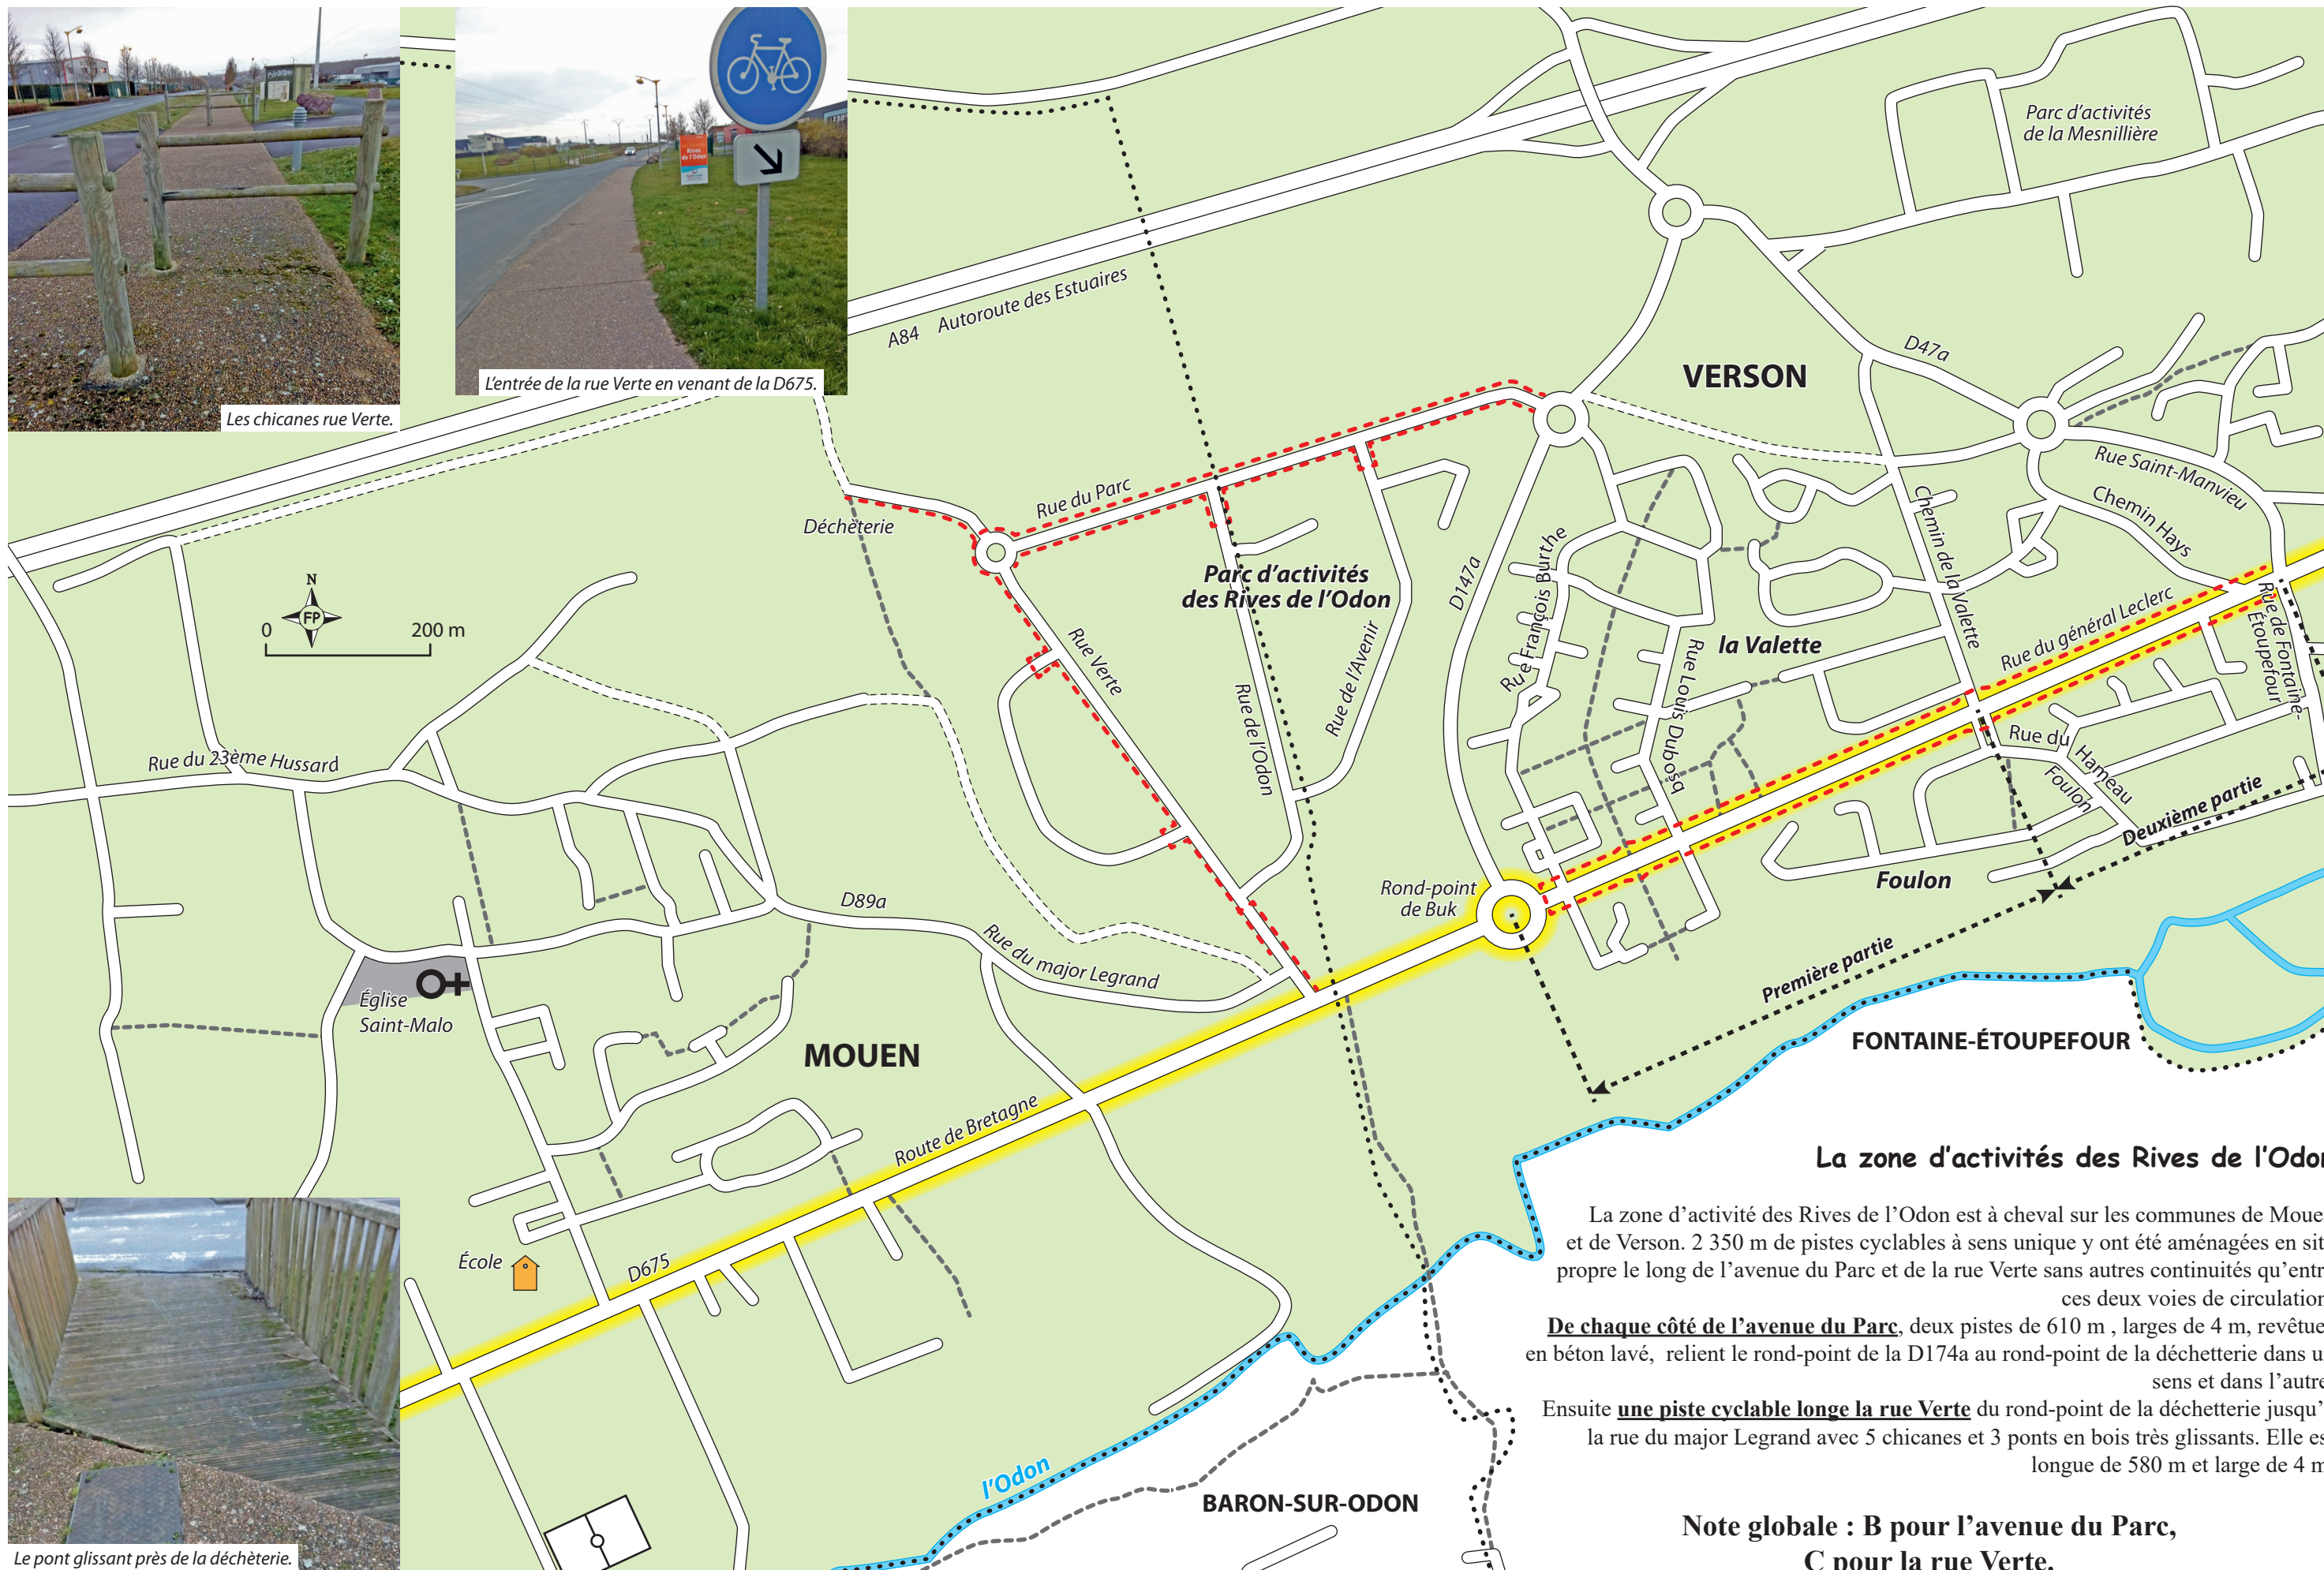 Les chicanes rue Verte.
Rives
de l'Odon
L'entrée de la rue Verte en venant de la D675.
Parc d'activités
de la Mesnillière
A84 Autoroute des Estuaires
VERSON
D47a
Rue Saint-Manvieu
Chemin Hays
Chemin de la Valette
Rue du Parc
Déchèterie
Parc d'activités
des Rives de l'Odon
D147a
Rue François Burthe
N
FP
0 200 m
Rue Verte
Rue de l'Odon
Rue de l'Avenir
Rue Louis Dubosq
la Valette
Rue du général Leclerc
Rue de Fontaine-
Étoupefour
Rue du Hameau
Foulon
Rue du 23ème Hussard
Deuxième partie
Foulon
Rond-point
de Buk
D89a
Rue du major Legrand
Première partie
Église
Saint-Malo
MOUEN
FONTAINE-ÉTOUPEFOUR
Route de Bretagne
École
D675
l'Odon
BARON-SUR-ODON
Le pont glissant près de la déchèterie.
La zone d'activités des Rives de l'Odon
La zone d'activité des Rives de l'Odon est à cheval sur les communes de Moue
et de Verson. 2 350 m de pistes cyclables à sens unique y ont été aménagées en sit
propre le long de l'avenue du Parc et de la rue Verte sans autres continuités qu'entr
ces deux voies de circulation
De chaque côté de l'avenue du Parc, deux pistes de 610 m , larges de 4 m, revêtue
en béton lavé, relient le rond-point de la D174a au rond-point de la déchetterie dans u
sens et dans l'autre
Ensuite une piste cyclable longe la rue Verte du rond-point de la déchetterie jusqu'
la rue du major Legrand avec 5 chicanes et 3 ponts en bois très glissants. Elle es
longue de 580 m et large de 4 m
Note globale : B pour l'avenue du Parc,
C pour la rue Verte.